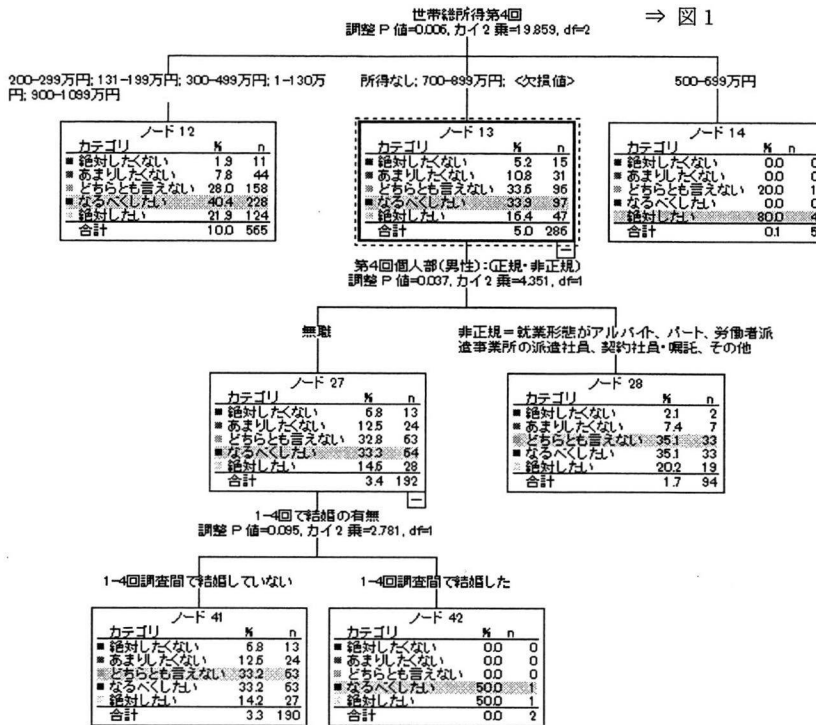 世帯総所得第4回
⇒ 図1
調整 P 値=0.006, カイ2 乗=19.859, df=2
200-299万円; 131-199万円; 300-499万円; 1-130万
円; 900-1099万円
所得なし; 700-899万円; <欠損値>
500-699万円
ノード 12
カテゴリ % n
絶対したくない 1.9 11
あまりしたくない 7.8 44
どちらとも言えない 28.0 158
なるべくしたい 40.4 228
絶対したい 21.9 124
合計 10.0 565
ノード 13
カテゴリ % n
絶対したくない 5.2 15
あまりしたくない 10.8 31
どちらとも言えない 33.6 96
なるべくしたい 33.9 97
絶対したい 16.4 47
合計 5.0 286
ノード 14
カテゴリ % n
絶対したくない 0.0 0
あまりしたくない 0.0 0
どちらとも言えない 20.0 1
なるべくしたい 0.0 0
絶対したい 80.0 4
合計 0.1 5
第4回個人部(男性):(正規・非正規)
調整 P 値=0.037, カイ2 乗=4.351, df=1
無職
非正規=就業形態がアルバイト、パート、労働者派
遣事業所の派遣社員、契約社員・嘱託、その他
ノード 27
カテゴリ % n
絶対したくない 6.8 13
あまりしたくない 12.5 24
どちらとも言えない 32.8 63
なるべくしたい 33.3 64
絶対したい 14.6 28
合計 3.4 192
ノード 28
カテゴリ % n
絶対したくない 2.1 2
あまりしたくない 7.4 7
どちらとも言えない 35.1 33
なるべくしたい 35.1 33
絶対したい 20.2 19
合計 1.7 94
1-4回で結婚の有無
調整 P 値=0.095, カイ2 乗=2.781, df=1
1-4回調査間で結婚していない
1-4回調査間で結婚した
ノード 41
カテゴリ % n
絶対したくない 6.8 13
あまりしたくない 12.6 24
どちらとも言えない 33.2 63
なるべくしたい 33.2 63
絶対したい 14.2 27
合計 3.3 190
ノード 42
カテゴリ % n
絶対したくない 0.0 0
あまりしたくない 0.0 0
どちらとも言えない 0.0 0
なるべくしたい 50.0 1
絶対したい 50.0 1
合計 0.0 2